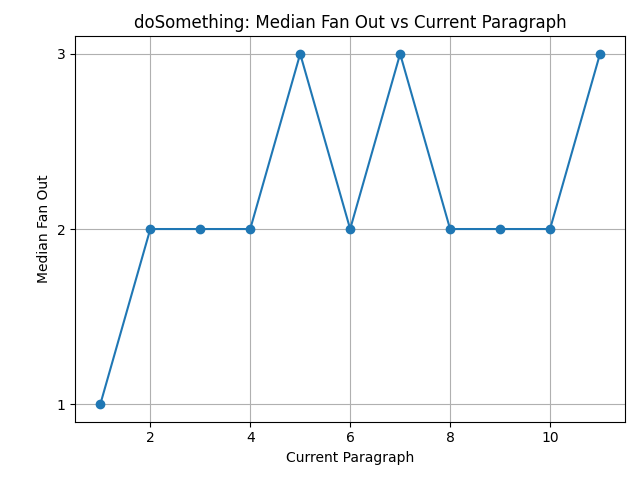 doSomething: Median Fan Out vs Current Paragraph
3
2
1
Median Fan Out
2 4 6 8 10
Current Paragraph